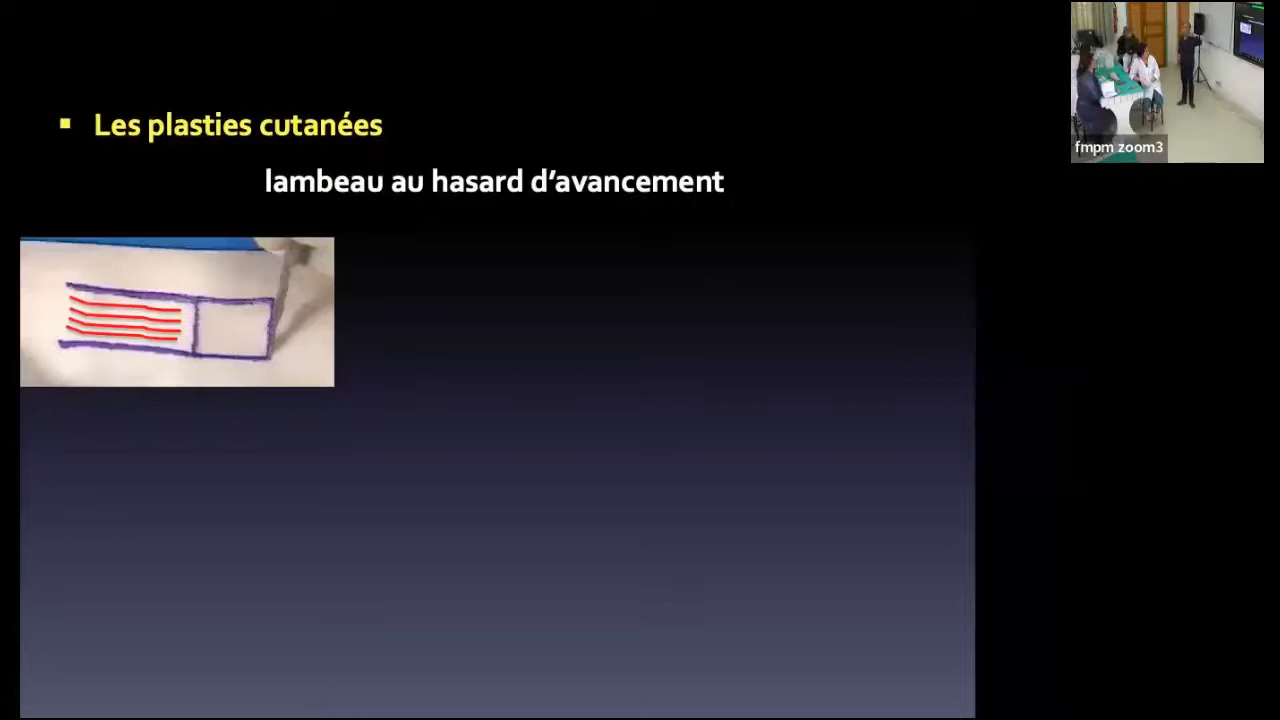 Les plasties cutanées
lambeau au hasard d’avancement
fmpm zoom3